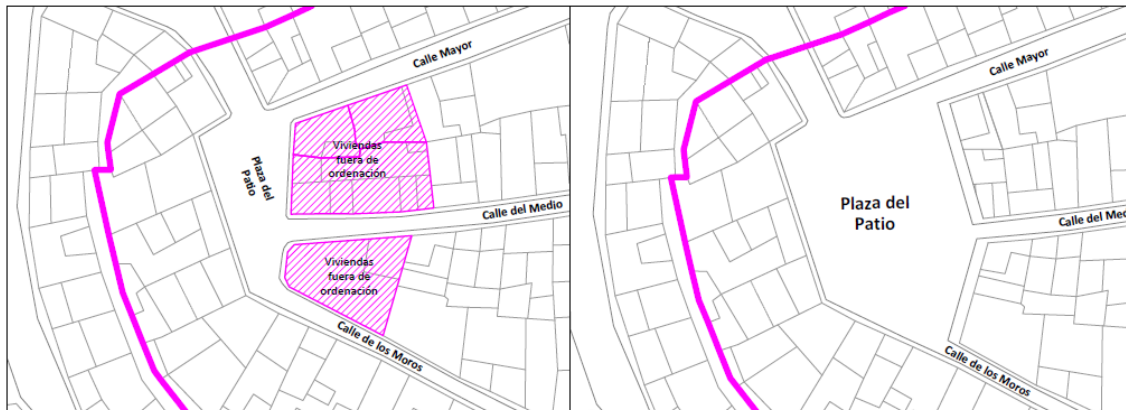 Calle Mayor
Viviendas
fuera de
ordenación
Plaza del
Patio
Calle del Medio
Viviendas
fuera de
ordenación
Calle de los Moros
Calle Mayor
Plaza del
Patio
Calle del Med
Calle de los Moros